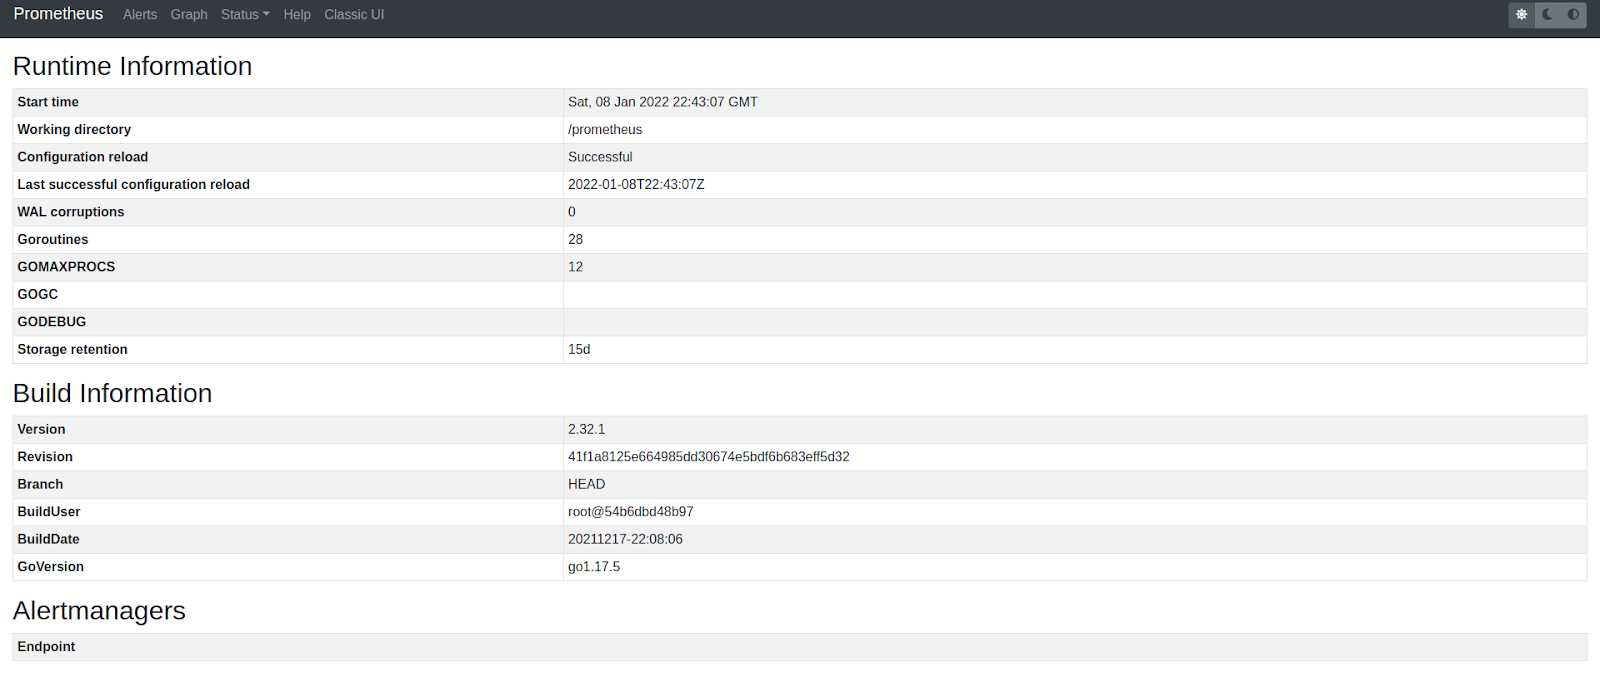 Prometheus Alerts Graph Status Help Classic UI
Runtime Information
Start time Sat, 08 Jan 2022 22:43:07 GMT
Working directory /prometheus
Configuration reload Successful
Last successful configuration reload 2022-01-08T22:43:07Z
WAL corruptions 0
Goroutines 28
GOMAXPROCS 12
GOGC
GODEBUG
Storage retention 15d
Build Information
Version 2.32.1
Revision 41f1a8125e664985dd30674e5bdf6b683eff5d32
Branch HEAD
BuildUser root@54b6dbd48b97
BuildDate 20211217-22:08:06
GoVersion go1.17.5
Alertmanagers
Endpoint